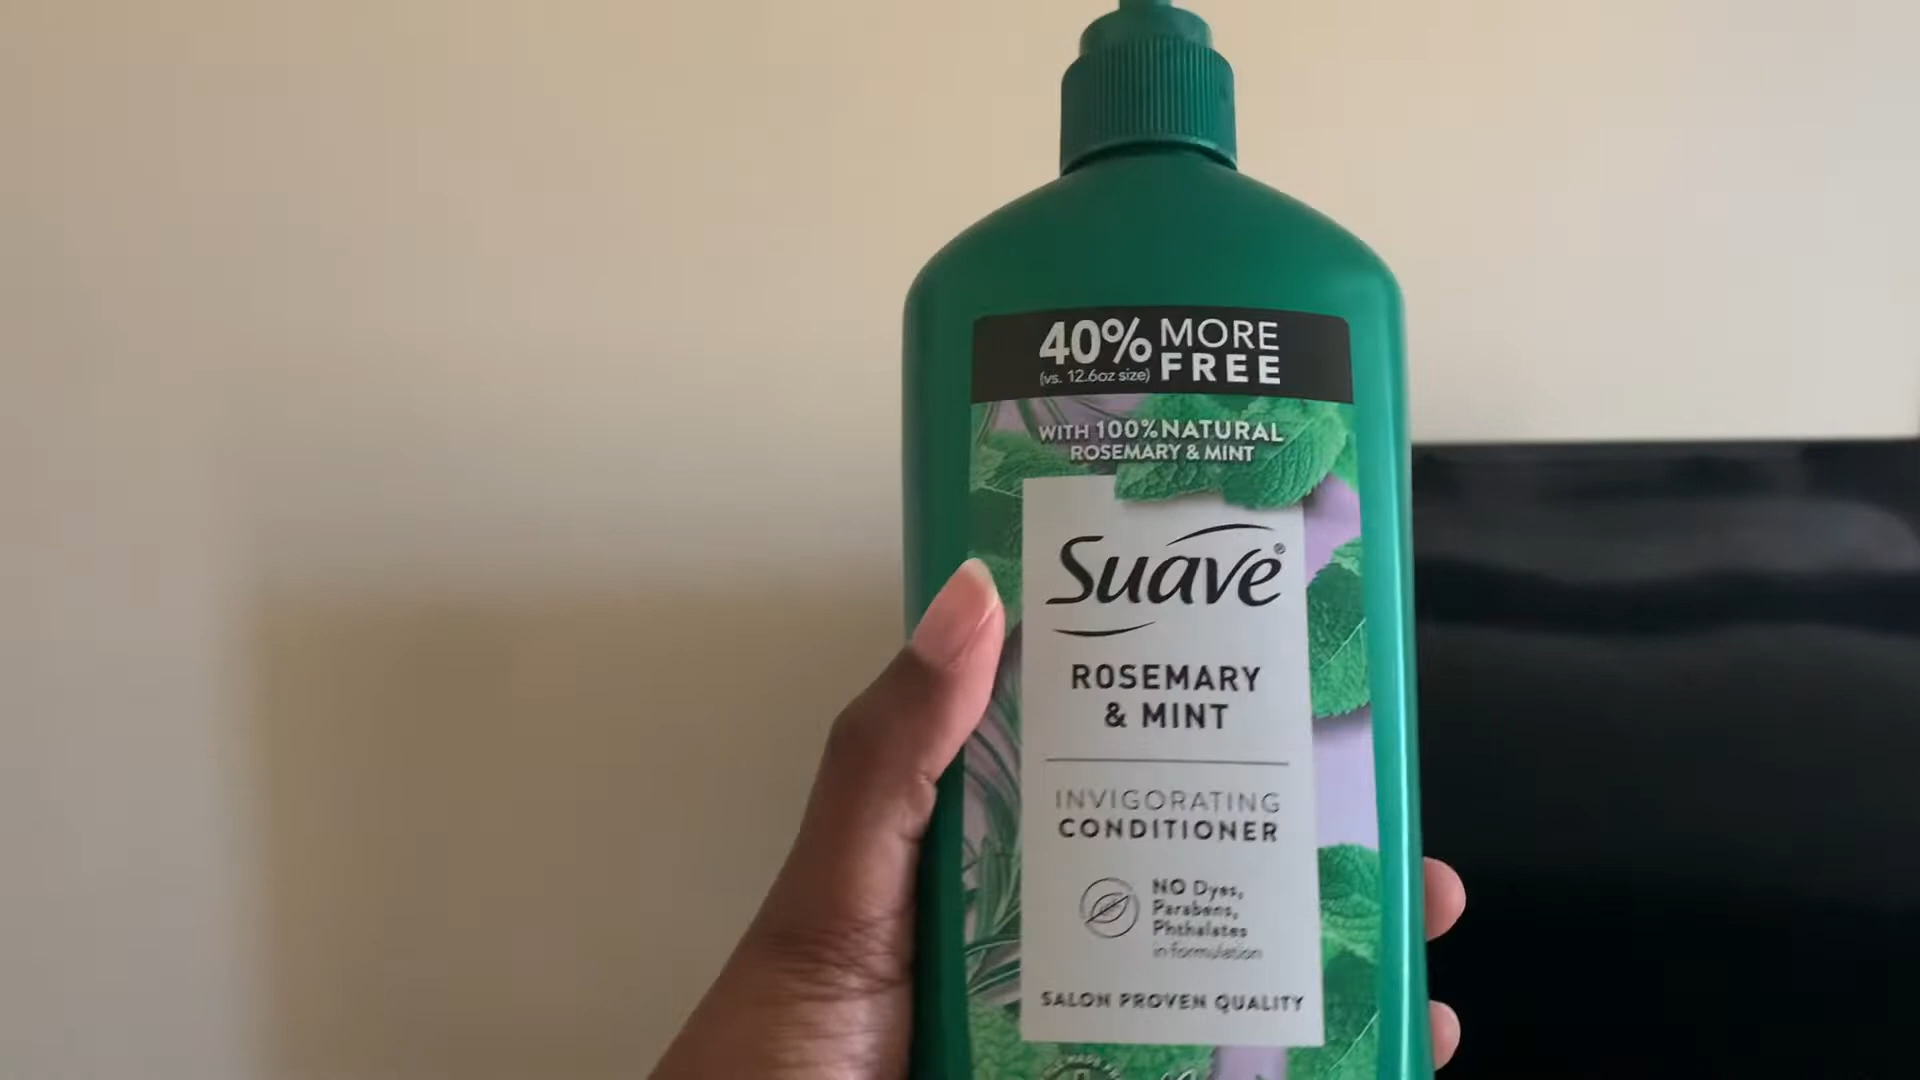 40% MORE
(vs. 12.6oz size) FREE
WITH 100% NATURAL
ROSEMARY & MINT
Suave®
ROSEMARY
& MINT
INVIGORATING
CONDITIONER
NO Dyes,
Parabens,
Phthalates
in formulation
SALON PROVEN QUALITY